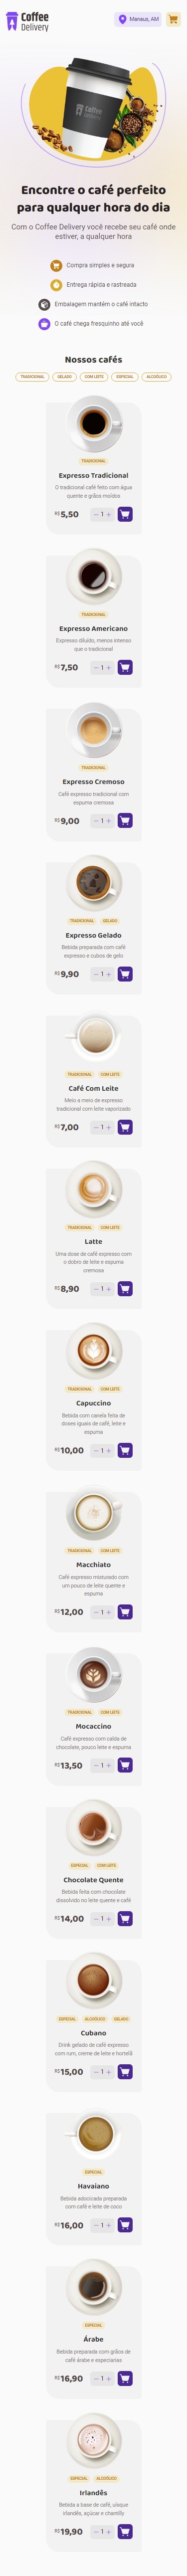 Coffee
Delivery
Manaus, AM
Coffee
Delivery
Encontre o café perfeito
para qualquer hora do dia
Com o Coffee Delivery você recebe seu café onde
estiver, a qualquer hora
Compra simples e segura
Entrega rápida e rastreada
Embalagem mantém o café intacto
O café chega fresquinho até você
Nossos cafés
TRADICIONAL GELADO COM LEITE ESPECIAL ALCOÓLICO
TRADICIONAL
Expresso Tradicional
O tradicional café feito com água
quente e grãos moídos
R$ 5,50 1
TRADICIONAL
Expresso Americano
Expresso diluído, menos intenso
que o tradicional
R$ 7,50 1
TRADICIONAL
Expresso Cremoso
Café expresso tradicional com
espuma cremosa
R$ 9,00 1
TRADICIONAL GELADO
Expresso Gelado
Bebida preparada com café
expresso e cubos de gelo
R$ 9,90 1
TRADICIONAL COM LEITE
Café Com Leite
Meio a meio de expresso
tradicional com leite vaporizado
R$ 7,00 1
TRADICIONAL COM LEITE
Latte
Uma dose de café expresso com
o dobro de leite e espuma
cremosa
R$ 8,90 1
TRADICIONAL COM LEITE
Capuccino
Bebida com canela feita de
doses iguais de café, leite e
espuma
R$ 10,00 1
TRADICIONAL COM LEITE
Macchiato
Café expresso misturado com
um pouco de leite quente e
espuma
R$ 12,00 1
TRADICIONAL COM LEITE
Mocaccino
Café expresso com calda de
chocolate, pouco leite e espuma
R$ 13,50 1
ESPECIAL COM LEITE
Chocolate Quente
Bebida feita com chocolate
dissolvido no leite quente e café
R$ 14,00 1
ESPECIAL ALCOÓLICO GELADO
Cubano
Drink gelado de café expresso
com rum, creme de leite e hortelã
R$ 15,00 1
ESPECIAL
Havaiano
Bebida adocicada preparada
com café e leite de coco
R$ 16,00 1
ESPECIAL
Árabe
Bebida preparada com grãos de
café árabe e especiarias
R$ 16,90 1
ESPECIAL ALCOÓLICO
Irlandês
Bebida a base de café, uísque
irlandês, açúcar e chantilly
R$ 19,90 1